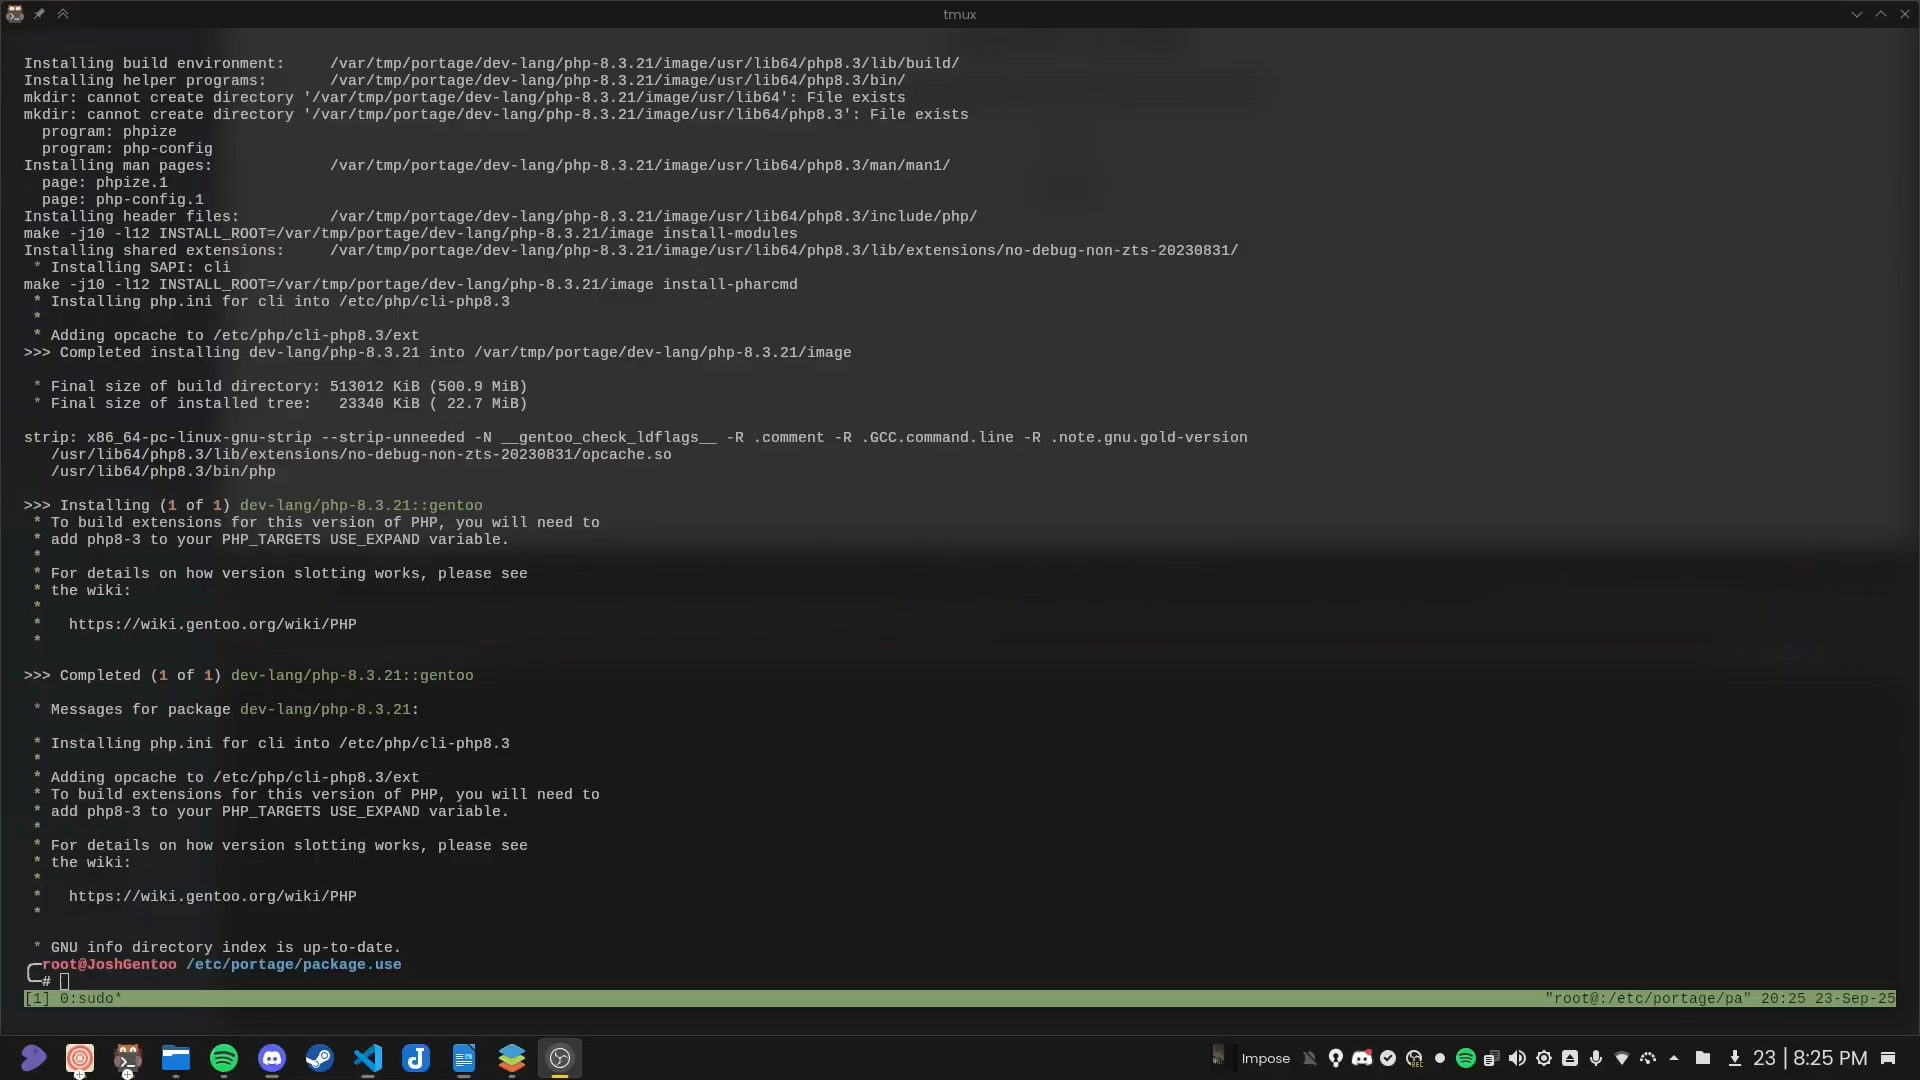 tmux
Installing build environment:     /var/tmp/portage/dev-lang/php-8.3.21/image/usr/lib64/php8.3/lib/build/
Installing helper programs:       /var/tmp/portage/dev-lang/php-8.3.21/image/usr/lib64/php8.3/bin/
mkdir: cannot create directory '/var/tmp/portage/dev-lang/php-8.3.21/image/usr/lib64': File exists
mkdir: cannot create directory '/var/tmp/portage/dev-lang/php-8.3.21/image/usr/lib64/php8.3': File exists
  program: phpize
  program: php-config
Installing man pages:             /var/tmp/portage/dev-lang/php-8.3.21/image/usr/lib64/php8.3/man/man1/
  page: phpize.1
  page: php-config.1
Installing header files:          /var/tmp/portage/dev-lang/php-8.3.21/image/usr/lib64/php8.3/include/php/
make -j10 -l12 INSTALL_ROOT=/var/tmp/portage/dev-lang/php-8.3.21/image install-modules
Installing shared extensions:     /var/tmp/portage/dev-lang/php-8.3.21/image/usr/lib64/php8.3/lib/extensions/no-debug-non-zts-20230831/
 * Installing SAPI: cli
make -j10 -l12 INSTALL_ROOT=/var/tmp/portage/dev-lang/php-8.3.21/image install-pharcmd
 * Installing php.ini for cli into /etc/php/cli-php8.3
 *
 * Adding opcache to /etc/php/cli-php8.3/ext
>>> Completed installing dev-lang/php-8.3.21 into /var/tmp/portage/dev-lang/php-8.3.21/image
 * Final size of build directory: 513012 KiB (500.9 MiB)
 * Final size of installed tree:   23340 KiB ( 22.7 MiB)
strip: x86_64-pc-linux-gnu-strip --strip-unneeded -N __gentoo_check_ldflags__ -R .comment -R .GCC.command.line -R .note.gnu.gold-version
   /usr/lib64/php8.3/lib/extensions/no-debug-non-zts-20230831/opcache.so
   /usr/lib64/php8.3/bin/php
>>> Installing (1 of 1) dev-lang/php-8.3.21::gentoo
 * To build extensions for this version of PHP, you will need to
 * add php8-3 to your PHP_TARGETS USE_EXPAND variable.
 *
 * For details on how version slotting works, please see
 * the wiki:
 *
 *   https://wiki.gentoo.org/wiki/PHP
 *
>>> Completed (1 of 1) dev-lang/php-8.3.21::gentoo
 * Messages for package dev-lang/php-8.3.21:
 * Installing php.ini for cli into /etc/php/cli-php8.3
 *
 * Adding opcache to /etc/php/cli-php8.3/ext
 * To build extensions for this version of PHP, you will need to
 * add php8-3 to your PHP_TARGETS USE_EXPAND variable.
 *
 * For details on how version slotting works, please see
 * the wiki:
 *
 *   https://wiki.gentoo.org/wiki/PHP
 *
 * GNU info directory index is up-to-date.
root@JoshGentoo /etc/portage/package.use
#
[1] 0:sudo* "root@:/etc/portage/pa" 20:25 23-Sep-25
Impose 23 | 8:25 PM